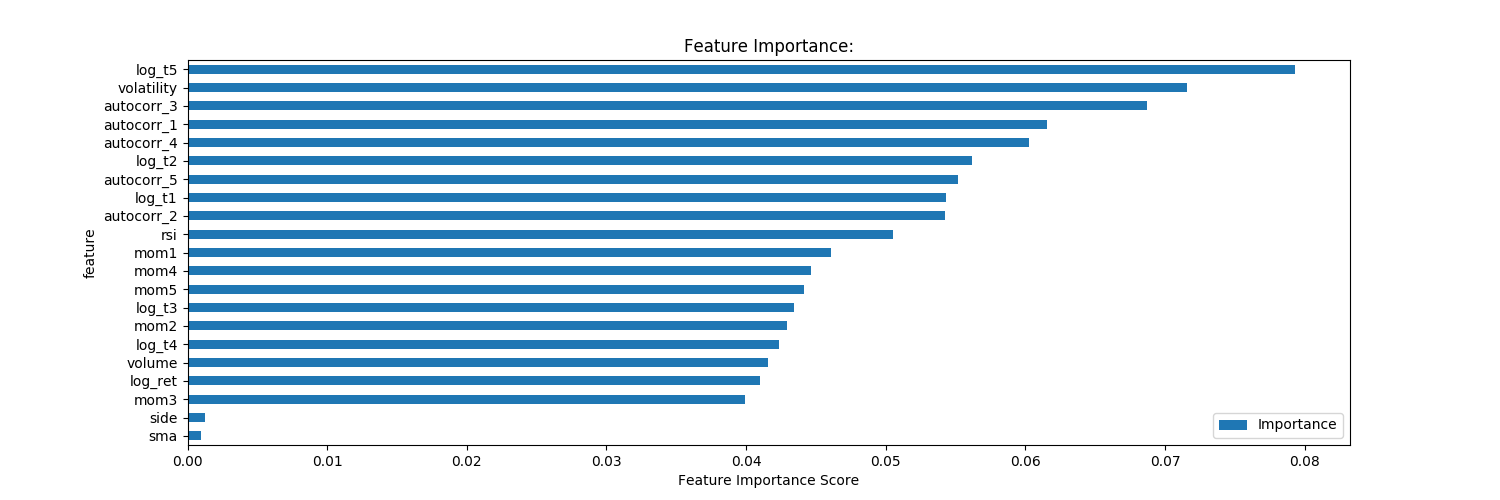 Feature Importance:
feature
log_t5
volatility
autocorr_3
autocorr_1
autocorr_4
log_t2
autocorr_5
log_t1
autocorr_2
rsi
mom1
mom4
mom5
log_t3
mom2
log_t4
volume
log_ret
mom3
side
sma
Importance
0.00 0.01 0.02 0.03 0.04 0.05 0.06 0.07 0.08
Feature Importance Score